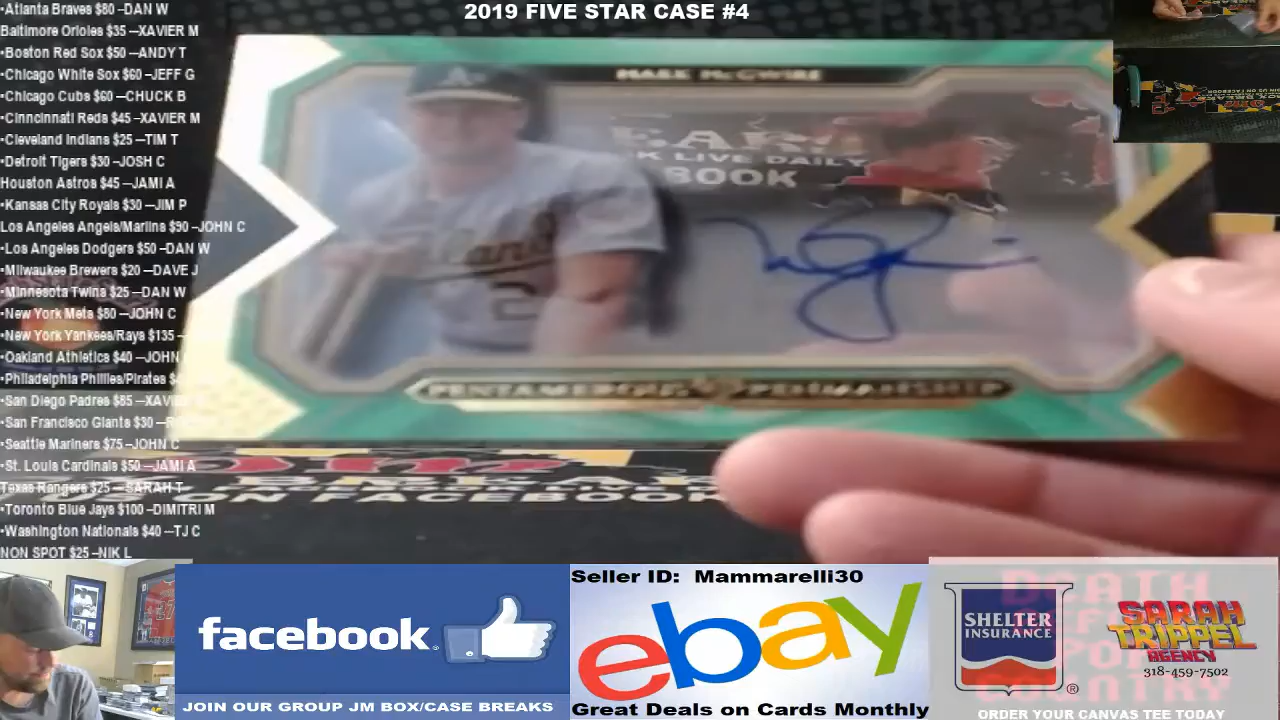 2019 FIVE STAR CASE #4
•Atlanta Braves $80 –DAN W
Baltimore Orioles $35 –XAVIER M
•Boston Red Sox $50 –ANDY T
•Chicago White Sox $60 –JEFF G
•Chicago Cubs $60 –CHUCK B
•Cincinnati Reds $45 –XAVIER M
•Cleveland Indians $25 –TIM T
•Detroit Tigers $30 –JOSH C
Houston Astros $45 –JAMI A
•Kansas City Royals $30 –JIM P
Los Angeles Angels/Marlins $90 –JOHN C
•Los Angeles Dodgers $50 –DAN W
•Milwaukee Brewers $20 –DAVE J
•Minnesota Twins $25 –DAN W
•New York Mets $80 –JOHN C
•New York Yankees/Rays $135 –
•Oakland Athletics $40 –JOHN
•Philadelphia Phillies/Pirates
•San Diego Padres $85 –XAVI
•San Francisco Giants $30
•Seattle Mariners $75 –JOHN C
•St. Louis Cardinals $50 –JAMI A
Texas Rangers $25 –SARAH T
•Toronto Blue Jays $100 –DIMITRI M
•Washington Nationals $40 –TJ C
NON SPOT $25 –NIK L
MARK McGWIRE
K LIVE DAILY
BOOK
PENTAMEROUS PENMANSHIP
ON FACEBOOK
facebook
JOIN OUR GROUP JM BOX/CASE BREAKS
Seller ID: Mammarelli30
ebay
Great Deals on Cards Monthly
SHELTER
INSURANCE
®
SARAH
TRIPPEL
AGENCY
318-459-7502
ORDER YOUR CANVAS TEE TODAY